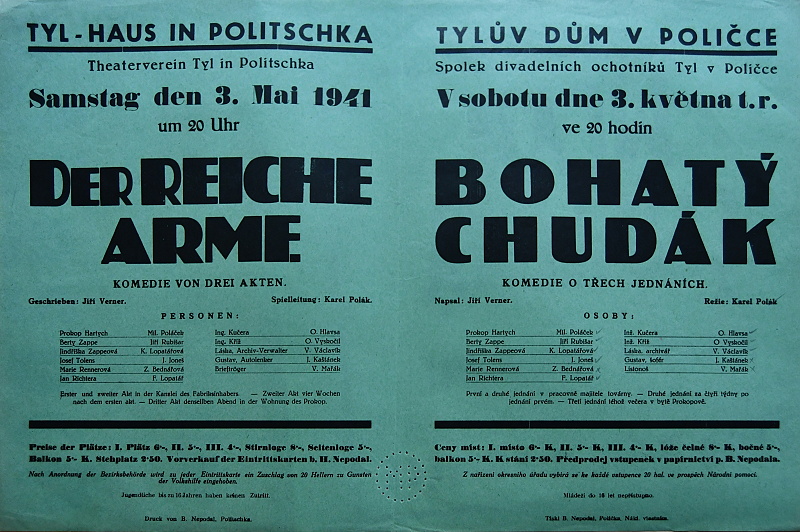 TYL-HAUS IN POLITSCHKA
Theaterverein Tyl in Politschka
Samstag den 3. Mai 1941
um 20 Uhr
DER REICHE
ARME
KOMEDIE VON DREI AKTEN.
Geschrieben: Jiří Verner. Spielleitung: Karel Polák.
PERSONEN:
Prokop Hartych Mil. Poláček
Berty Zappe Jiří Rubišar
Jindřiška Zappeová K. Lopatářová
Josef Tolens J. Joneš
Marie Rennerová Z. Bednářová
Jan Richtera F. Lopatář
Ing. Kučera O. Hlavsa
Ing. Kříž O. Vyskočil
Láska, Archiv-Verwalter V. Václavík
Gustav, Autolenker J. Kaštánek
Briefträger V. Mařák
Erster und zweiter Akt in der Kanzlei des Fabriksinhabers. — Zweiter Akt vier Wochen
nach dem ersten akt. — Dritter Akt denselben Abend in der Wohnung des Prokop.
Preise der Plätze: I. Plätz 6·-, II. 5·-, III. 4·-, Stirnloge 8·-, Seitenloge 5·-,
Balkon 5·- K. Stehplatz 2·50. Vorverkauf der Eintrittskarten b. H. Nepodal.
Nach Anordnung der Bezirksbehörde wird zu jeder Eintrittskarte ein Zuschlag von 20 Hellern zu Gunsten
der Volkshilfe eingehoben.
Jugendliche bis zu 16 Jahren haben keinen Zutritt.
Druck von B. Nepodal, Politschka.
TYLŮV DŮM V POLIČCE
Spolek divadelních ochotníků Tyl v Poličce
V sobotu dne 3. května t. r.
ve 20 hodin
BOHATÝ
CHUDÁK
KOMEDIE O TŘECH JEDNÁNÍCH.
Napsal: Jiří Verner. Režie: Karel Polák
OSOBY:
Prokop Hartych Mil. Poláček
Berty Zappe Jiří Rubišar
Jindřiška Zappeová K. Lopatářová
Josef Tolens J. Joneš
Marie Rennerová Z. Bednářová
Jan Richtera F. Lopatář
Inž. Kučera O. Hlavsa
Inž. Kříž O Vyskočil
Láska, archivář V. Václavík
Gustav, šofér J. Kaštánek
Listonoš V. Mařák
První a druhé jednání v pracovně majitele továrny. — Druhé jednání za čtyři týdny po
jednání prvém. — Třetí jednání téhož večera v bytě Prokopově.
Ceny míst: I. místo 6·- K, II. 5·- K, III. 4·- K, lóže čelné 8·- K, bočné 5·-,
balkon 5·- K. K stání 2·50. Předprodej vstupenek v papírnictví p. B. Nepodala.
Z nařízení okresního úřadu vybírá se ke každé vstupence 20 hal. ve prospěch Národní pomoci.
Mládeži do 16 let nepřístupno.
Tiskl B. Nepodal, Polička. Nákl. vlastním.